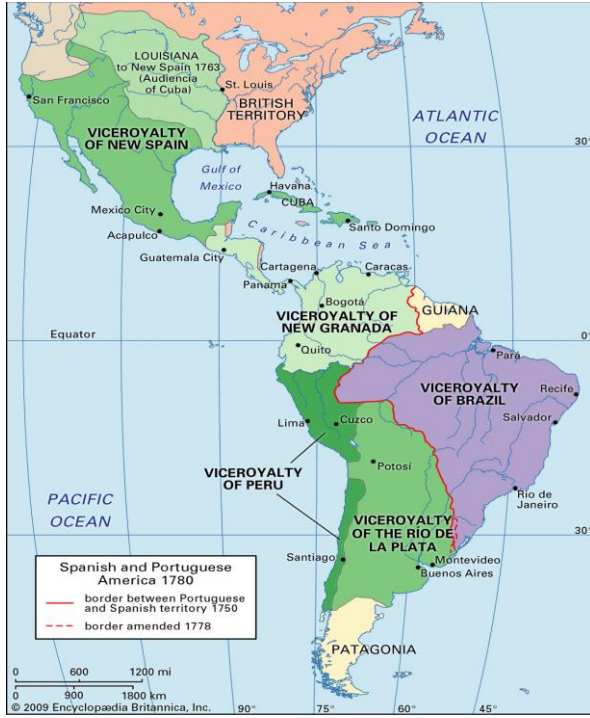 LOUISIANA
to New Spain 1763
(Audiencia
of Cuba)
St. Louis
San Francisco
BRITISH
TERRITORY
ATLANTIC
OCEAN
VICEROYALTY
OF NEW SPAIN
30°
30°
Gulf of
Mexico
Havana
CUBA
Mexico City
Santo Domingo
Acapulco
Caribbean Sea
Guatemala City
Cartagena
Caracas
Panama
Bogotá
GUIANA
VICEROYALTY OF
NEW GRANADA
Equator
0°
0°
Quito
Pará
VICEROYALTY
OF BRAZIL
Recife
Lima
Cuzco
Salvador
VICEROYALTY
OF PERU
Potosí
PACIFIC
OCEAN
Rio de
Janeiro
VICEROYALTY
OF THE RÍO DE
LA PLATA
30°
30°
Santiago
Montevideo
Buenos Aires
Spanish and Portuguese
America 1780
border between Portuguese
and Spanish territory 1750
border amended 1778
PATAGONIA
0 600 1200 mi
0 900 1800 km
© 2009 Encyclopædia Britannica, Inc.
90° 75° 60° 45°